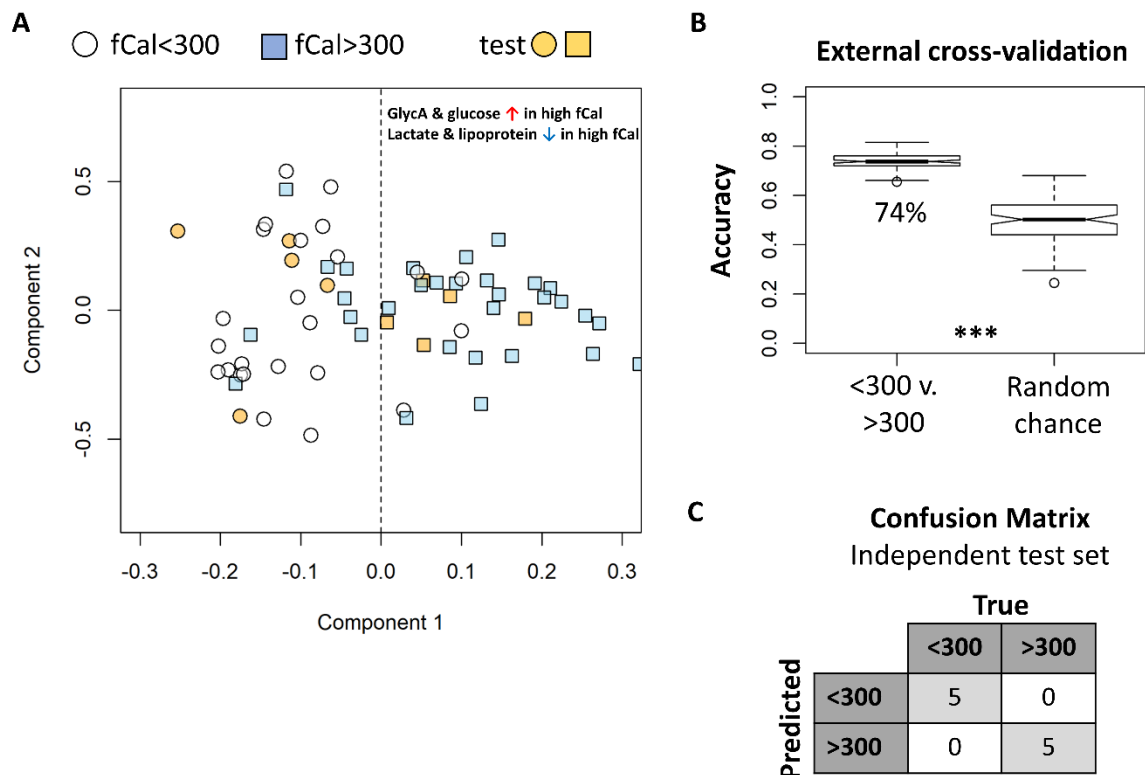 A
fCal<300
fCal>300
test
GlycA & glucose ↑ in high fCal
Lactate & lipoprotein ↓ in high fCal
Component 2
0.5
0.0
-0.5
-0.3
-0.2
-0.1
0.0
0.1
0.2
0.3
Component 1
B
External cross-validation
Accuracy
1.0
0.8
0.6
0.4
0.2
0.0
74%
***
<300 v.
>300
Random
chance
C
Confusion Matrix
Independent test set
True
<300 >300
Predicted
<300 5 0
>300 0 5